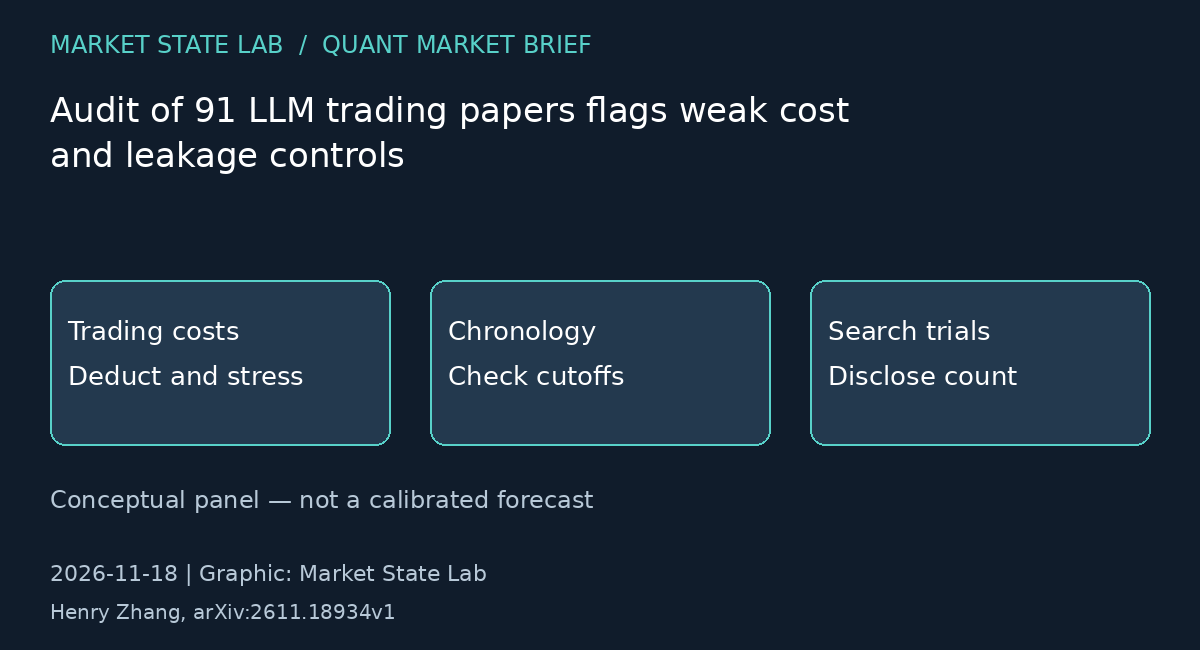 MARKET STATE LAB / QUANT MARKET BRIEF
Audit of 91 LLM trading papers flags weak cost
and leakage controls
Trading costs
Deduct and stress
Chronology
Check cutoffs
Search trials
Disclose count
Conceptual panel — not a calibrated forecast
2026-11-18 | Graphic: Market State Lab
Henry Zhang, arXiv:2611.18934v1